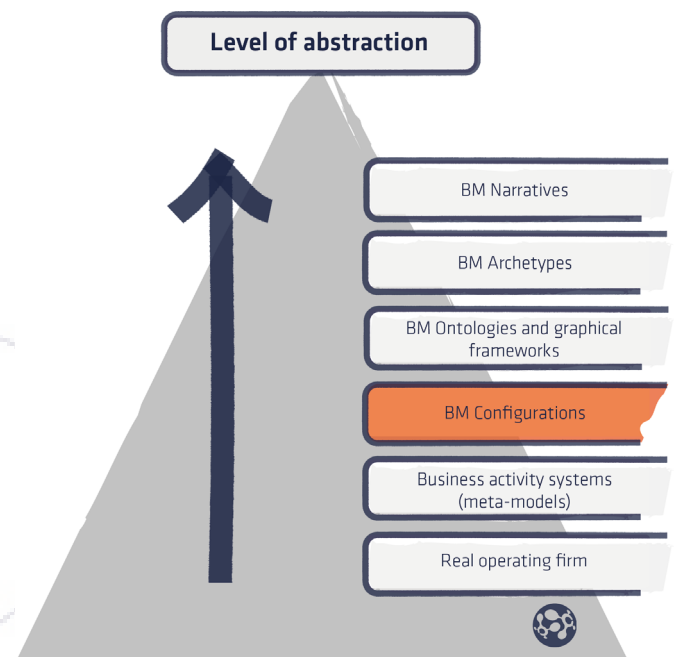 Level of abstraction
BM Narratives
BM Archetypes
BM Ontologies and graphical
frameworks
BM Configurations
Business activity systems
(meta-models)
Real operating firm